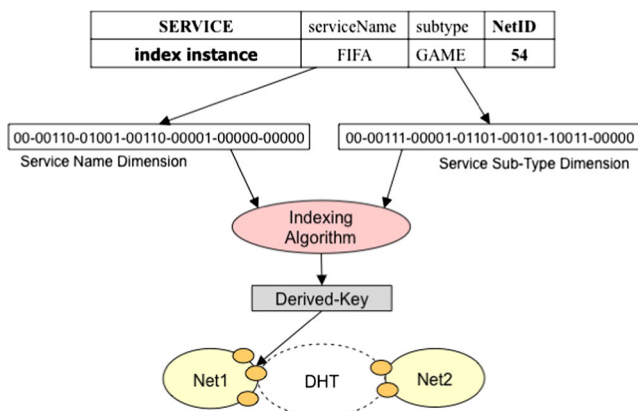 SERVICE serviceName subtype NetID
index instance FIFA GAME 54
00-00110-01001-00110-00001-00000-00000 00-00111-00001-01101-00101-10011-00000
Service Name Dimension Service Sub-Type Dimension
Indexing
Algorithm
Derived-Key
Net1 DHT Net2